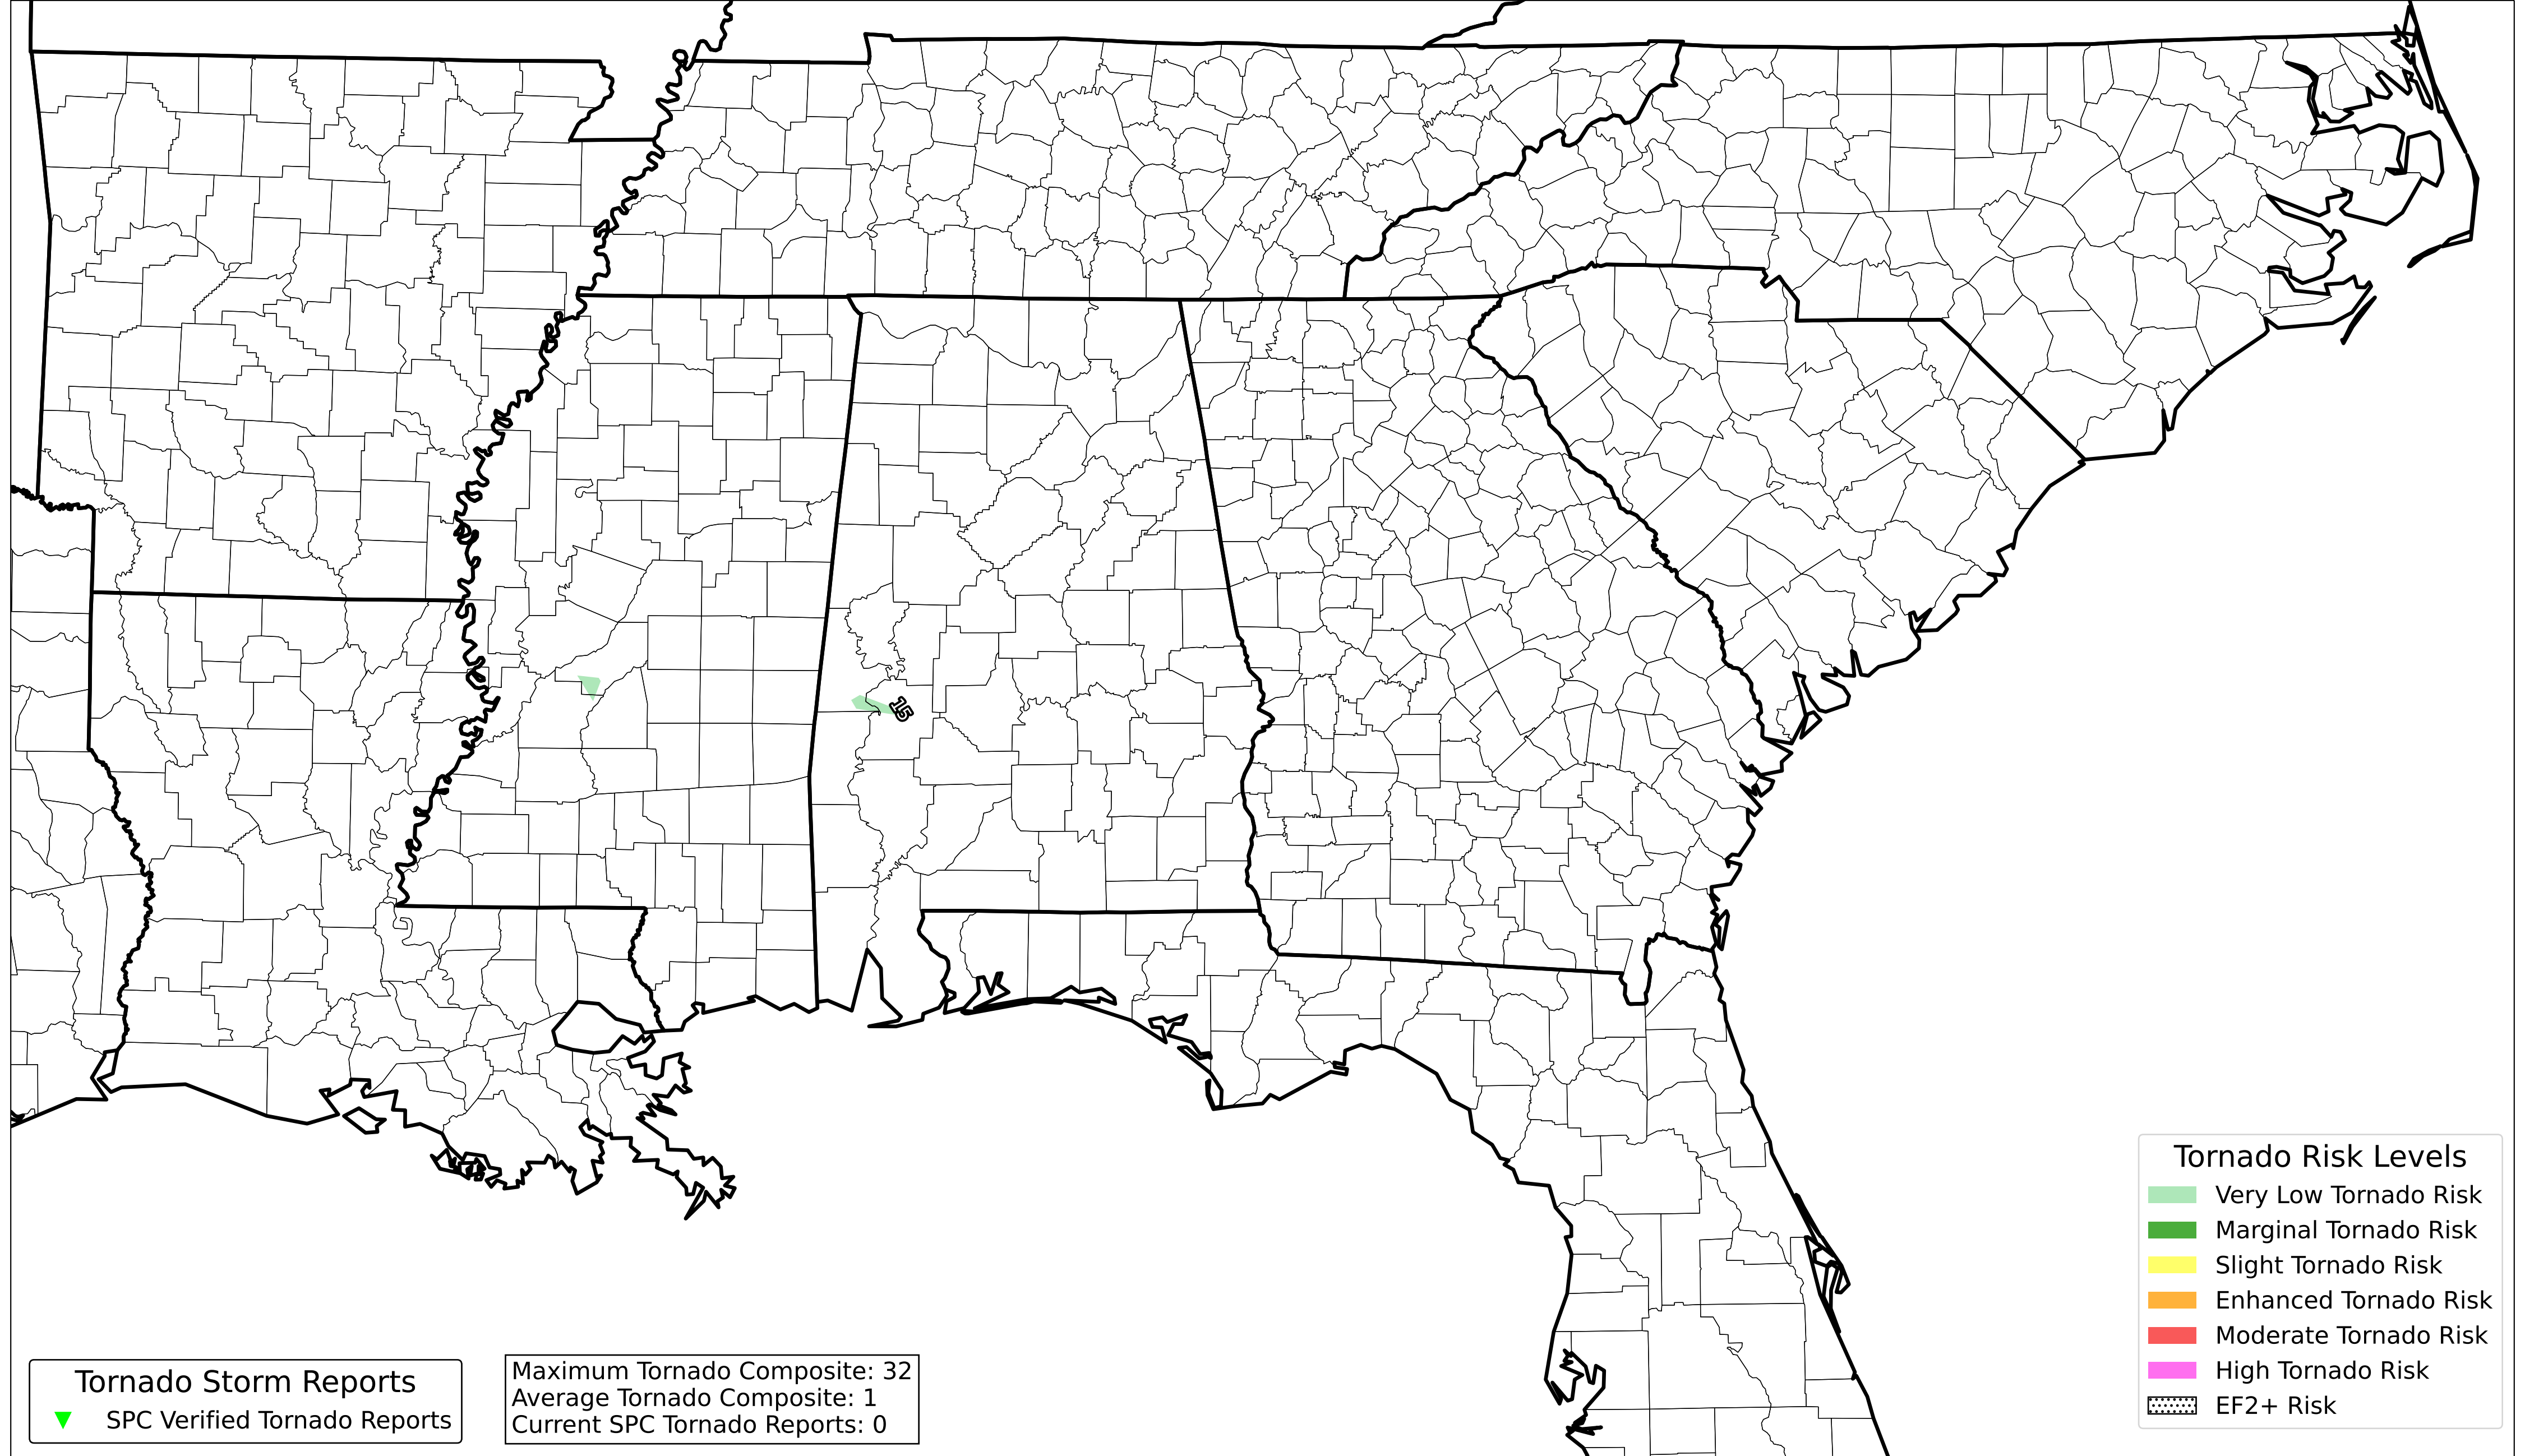 15
Tornado Risk Levels
Very Low Tornado Risk
Marginal Tornado Risk
Slight Tornado Risk
Enhanced Tornado Risk
Moderate Tornado Risk
High Tornado Risk
EF2+ Risk
Tornado Storm Reports
SPC Verified Tornado Reports
Maximum Tornado Composite: 32
Average Tornado Composite: 1
Current SPC Tornado Reports: 0